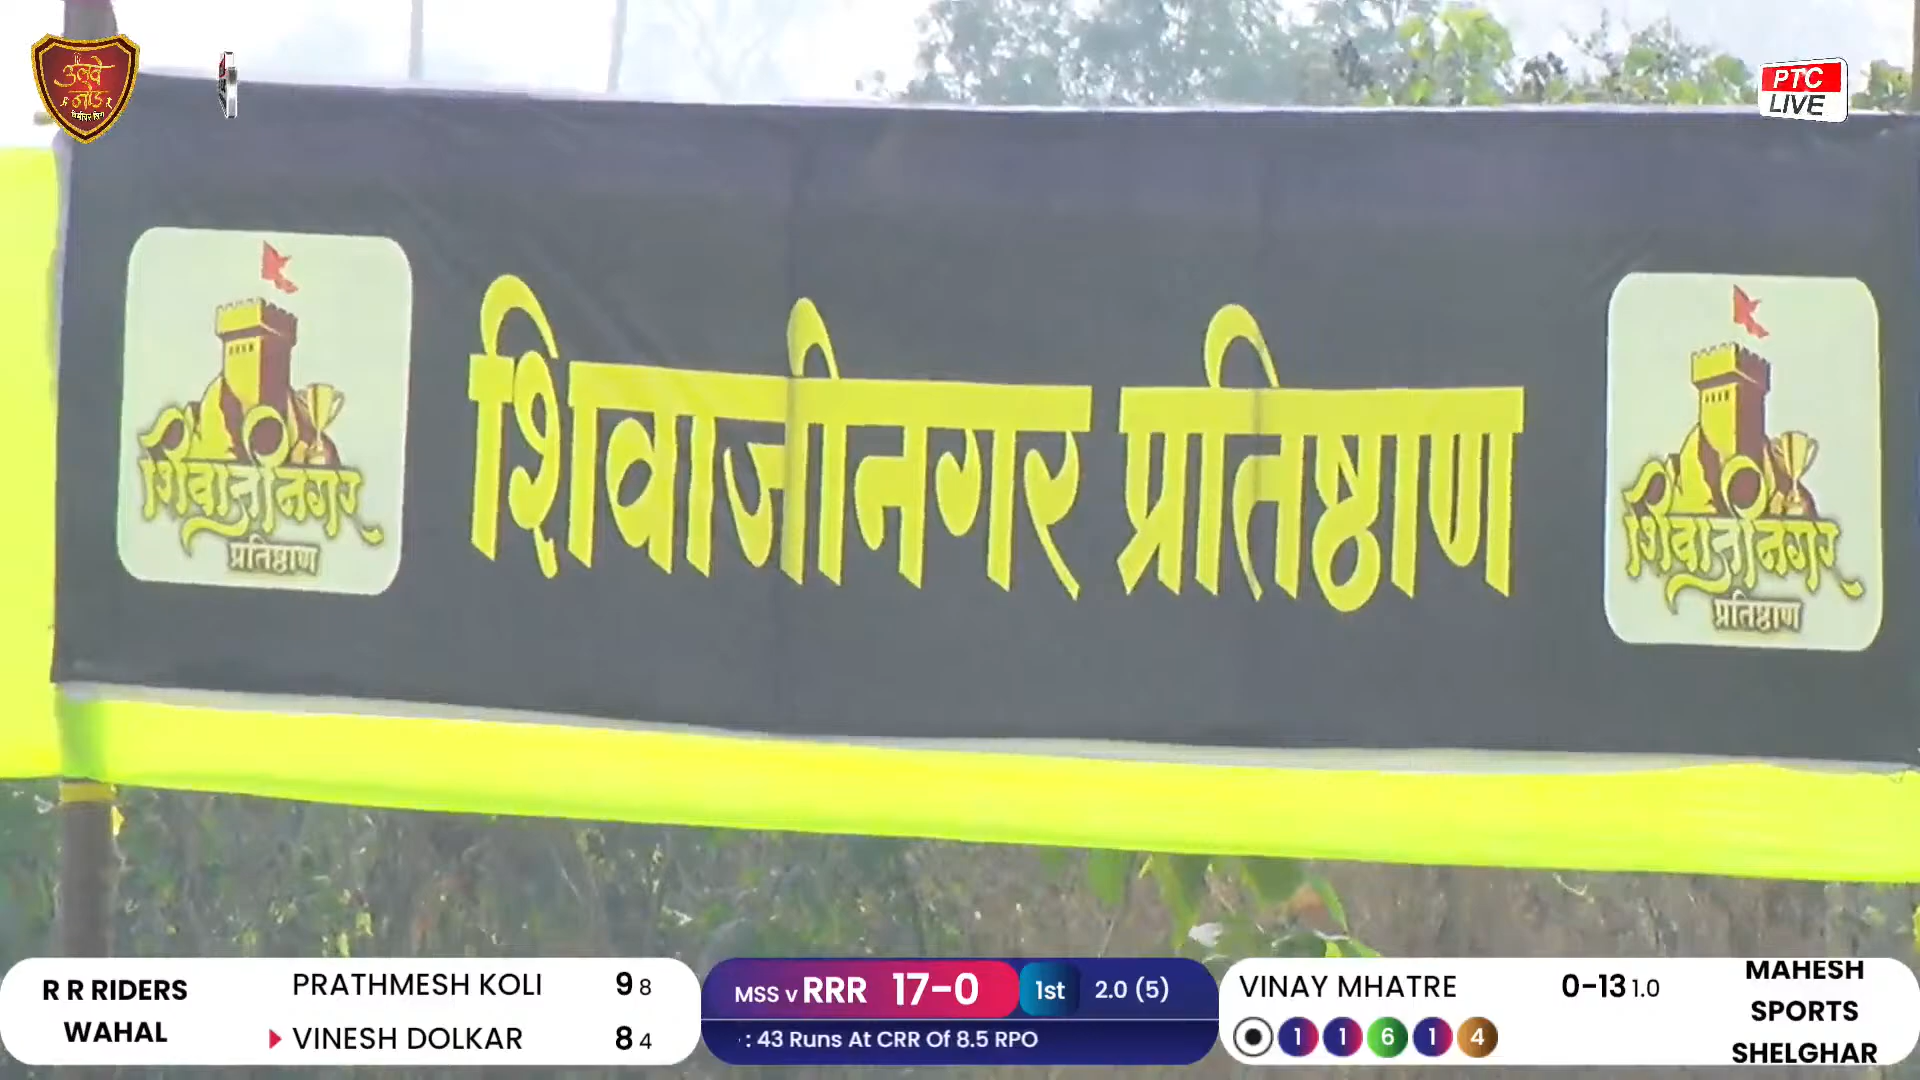 उलवे
नोड
प्रीमियर लिग
PTC
LIVE
शिवाजीनगर
प्रतिष्ठाण
शिवाजीनगर प्रतिष्ठाण
शिवाजीनगर
प्रतिष्ठाण
R R RIDERS
WAHAL
PRATHMESH KOLI 9 8
VINESH DOLKAR 8 4
MSS v RRR 17-0 1st 2.0 (5)
: 43 Runs At CRR Of 8.5 RPO
VINAY MHATRE 0-13 1.0
1 1 6 1 4
MAHESH
SPORTS
SHELGHAR